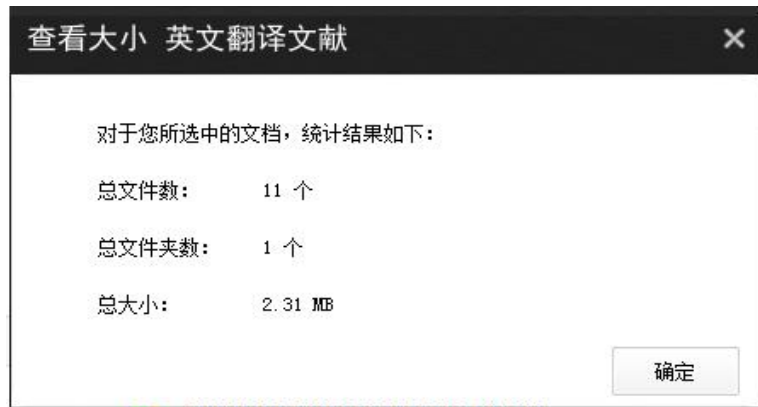 查看大小 英文翻译文献
对于您所选中的文档，统计结果如下：
总文件数： 11 个
总文件夹数： 1 个
总大小： 2.31 MB
确定